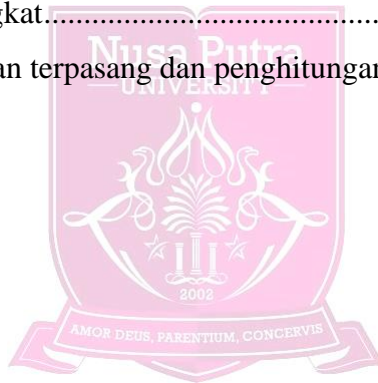 gkat..........................................
Nusa Putra
an terpasang dan penghitungan
UNIVERSITY
2002
AMOR DEUS, PARENTIUM, CONCERVIS